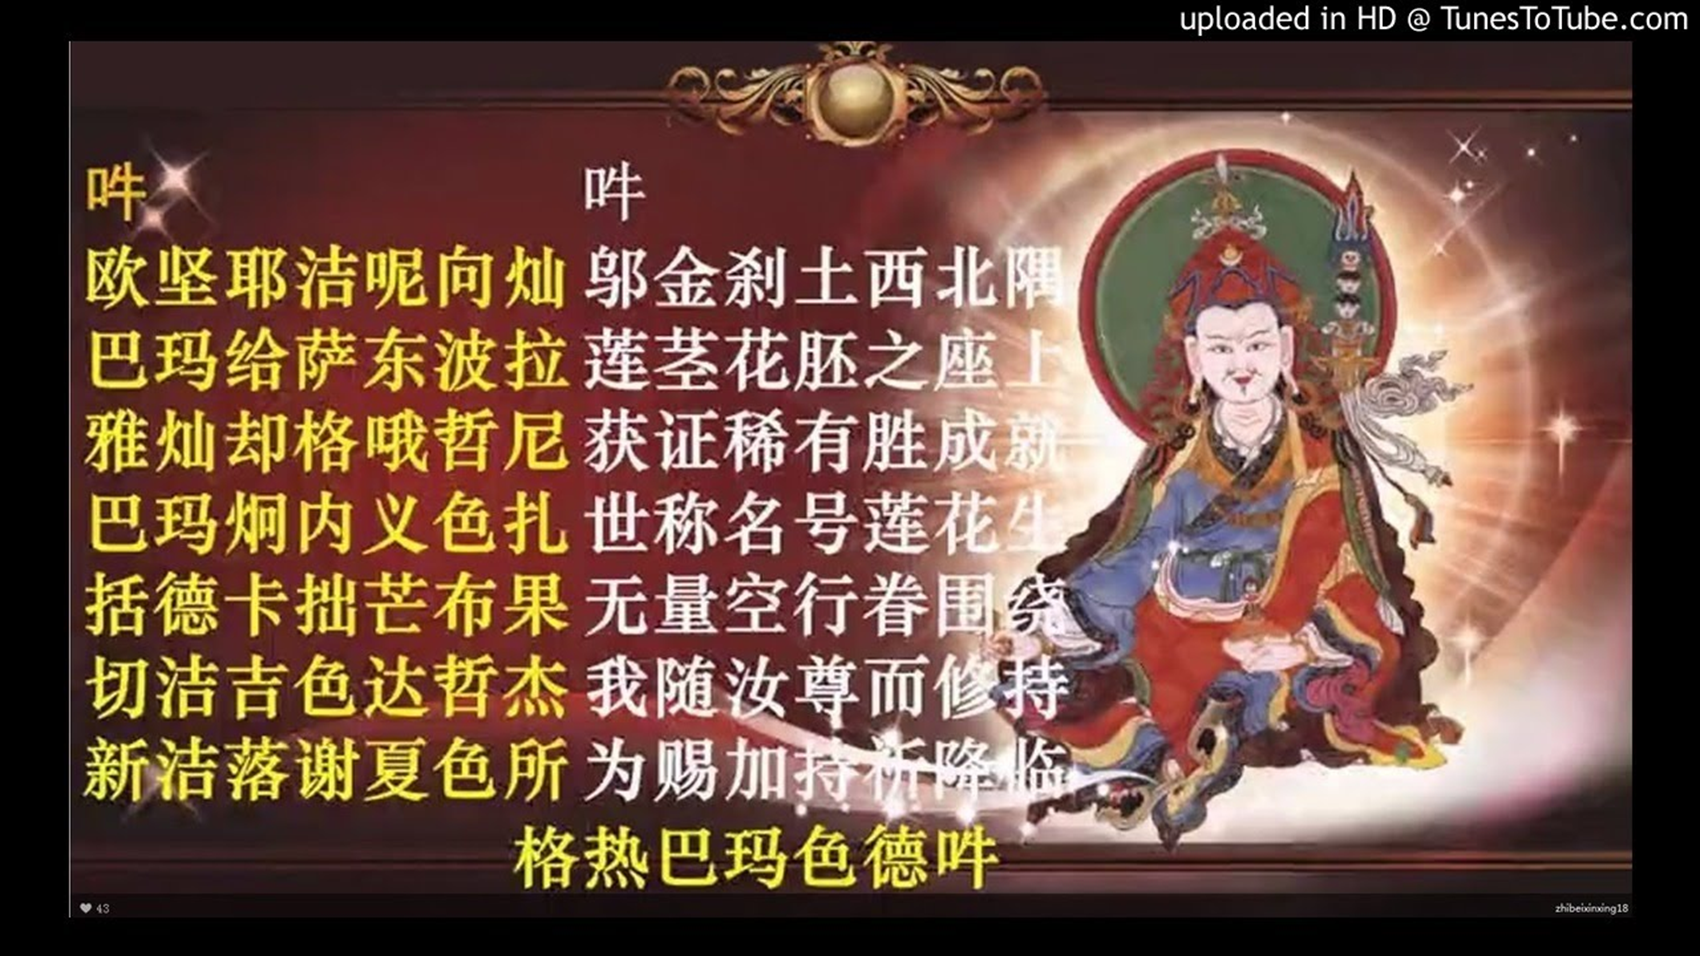 uploaded in HD @ TunesToTube.com
吽
欧坚耶洁呢向灿
巴玛给萨东波拉
雅灿却格哦哲尼
巴玛炯内义色扎
括德卡拙芒布果
切洁吉色达哲杰
新洁落谢夏色所
吽
邬金刹土西北隅
莲茎花胚之座上
获证稀有胜成就
世称名号莲花生
无量空行眷围绕
我随汝尊而修持
为赐加持祈降临
格热巴玛色德吽
43
zhibeixinxing18